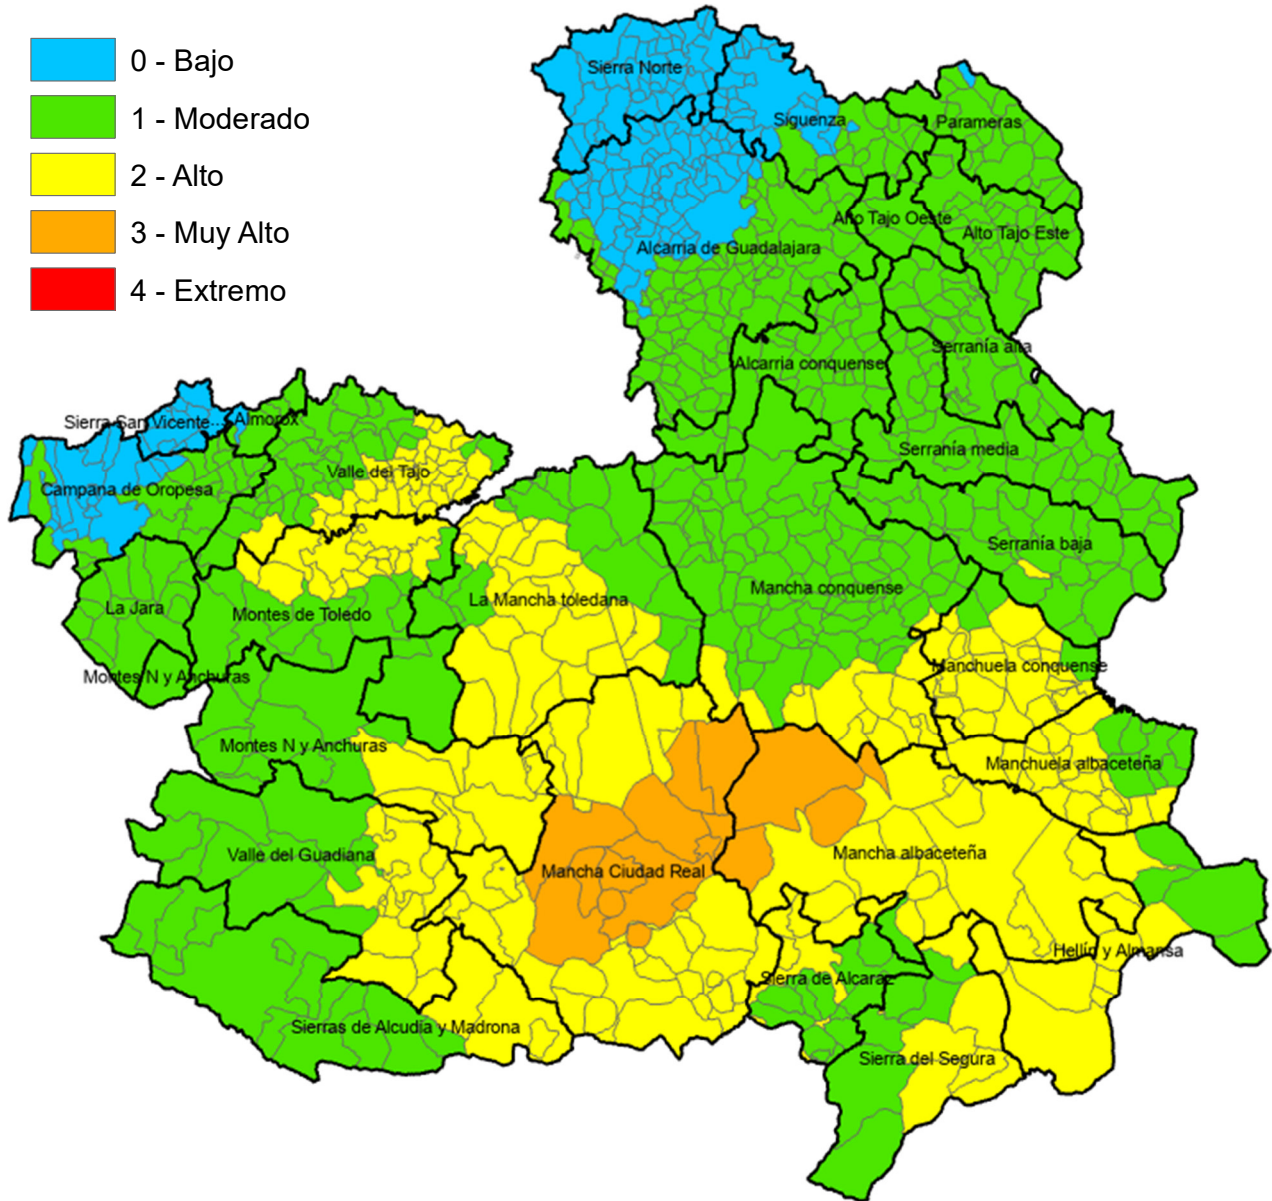 0 - Bajo
1 - Moderado
2 - Alto
3 - Muy Alto
4 - Extremo
Sierra Norte
Siguenza
Parameras
Alto Tajo Oeste
Alto Tajo Este
Alcarria de Guadalajara
Serranía alta
Alcarria conquense
Sierra San Vicente...
Almorox
Serranía media
Valle del Tajo
Campana de Oropesa
Serranía baja
Mancha conquense
La Mancha toledana
La Jara
Montes de Toledo
Manchuela conquense
Montes N y Anchuras
Montes N y Anchuras
Manchuela albaceteña
Mancha albaceteña
Valle del Guadiana
Mancha Ciudad Real
Hellín y Almansa
Sierra de Alcaraz
Sierras de Alcudia y Madrona
Sierra del Segura